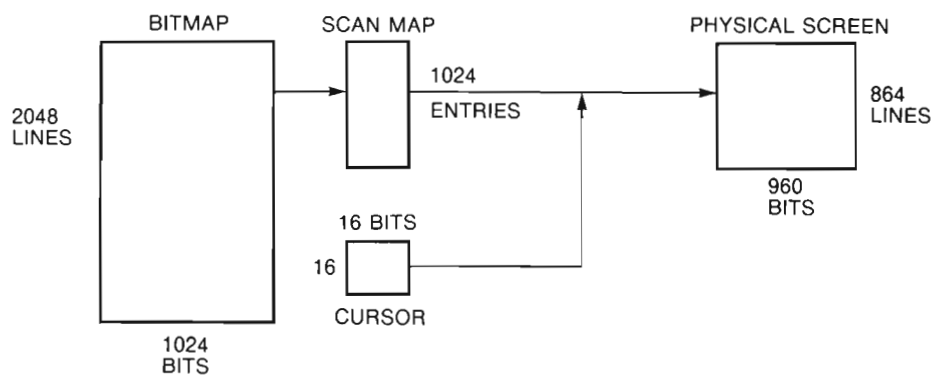 BITMAP
2048
LINES
1024
BITS
SCAN MAP
1024
ENTRIES
16 BITS
16
CURSOR
PHYSICAL SCREEN
864
LINES
960
BITS